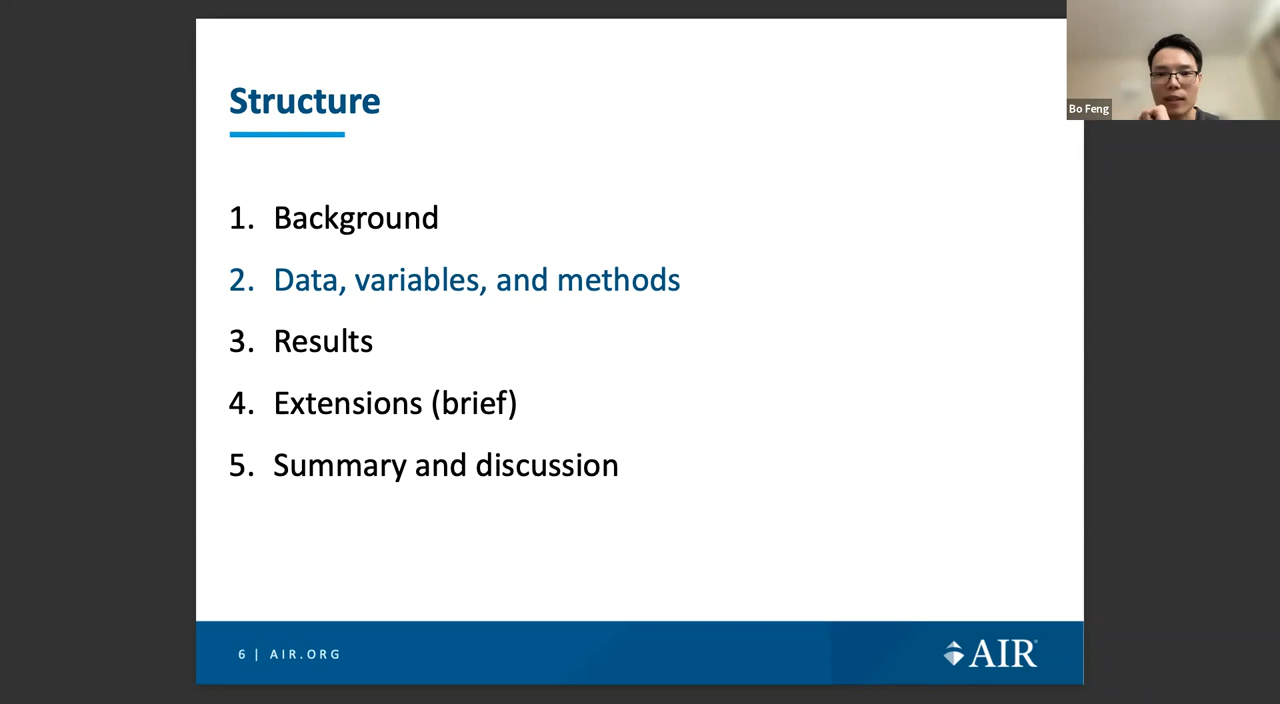 Structure
1. Background
2. Data, variables, and methods
3. Results
4. Extensions (brief)
5. Summary and discussion
6 | AIR.ORG
AIR®
Bo Feng